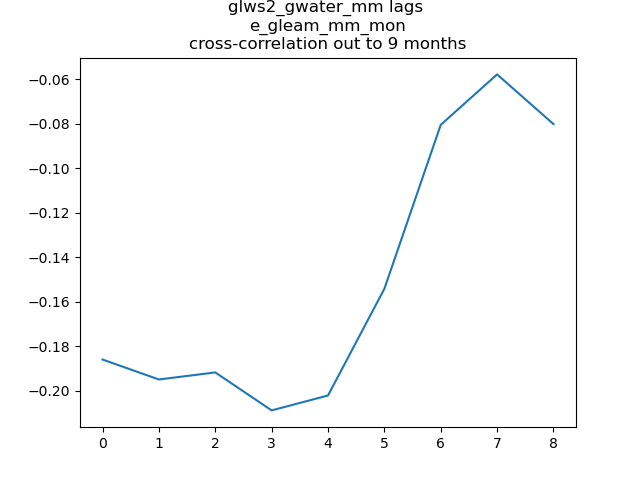 glws2_gwater_mm lags
e_gleam_mm_mon
cross-correlation out to 9 months
−0.06
−0.08
−0.10
−0.12
−0.14
−0.16
−0.18
−0.20
0 1 2 3 4 5 6 7 8